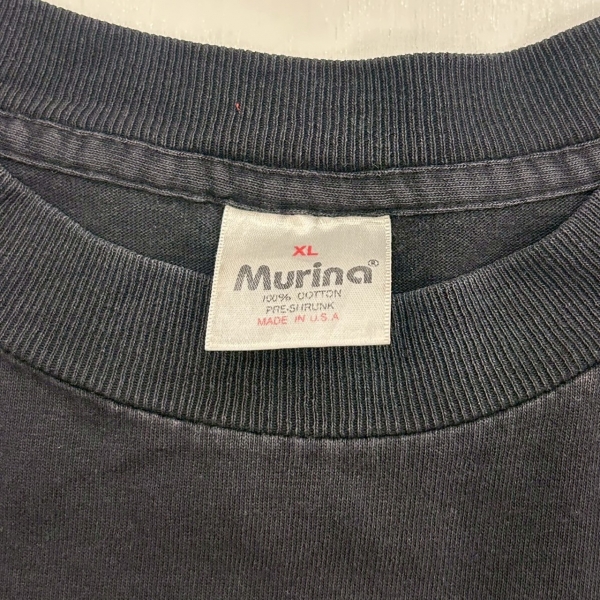 XL
Murina®
100% COTTON
PRE-SHRUNK
MADE IN U.S.A